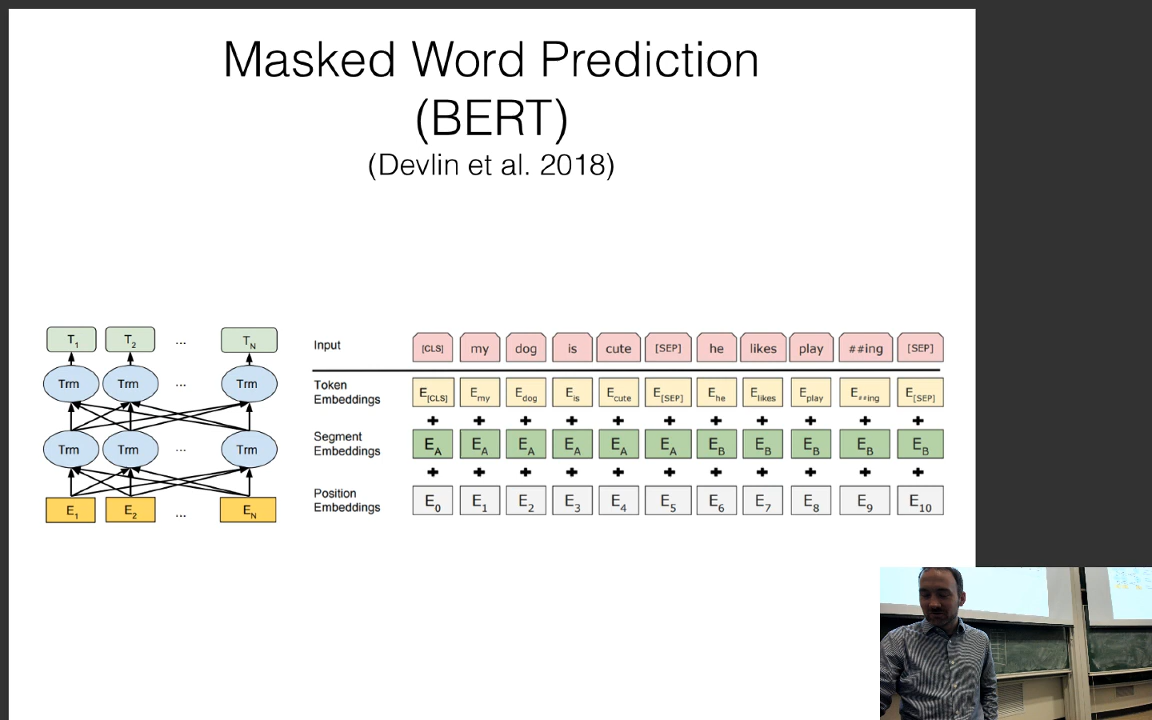 Masked Word Prediction
(BERT)
(Devlin et al. 2018)
T1 T2 ... TN
Trm Trm ... Trm
Trm Trm ... Trm
E1 E2 ... EN
Input [CLS] my dog is cute [SEP] he likes play ##ing [SEP]
Token Embeddings E[CLS] Emy Edog Eis Ecute E[SEP] Ehe Elikes Eplay E##ing E[SEP]
+ + + + + + + + + + +
Segment Embeddings EA EA EA EA EA EA EB EB EB EB EB
+ + + + + + + + + + +
Position Embeddings E0 E1 E2 E3 E4 E5 E6 E7 E8 E9 E10